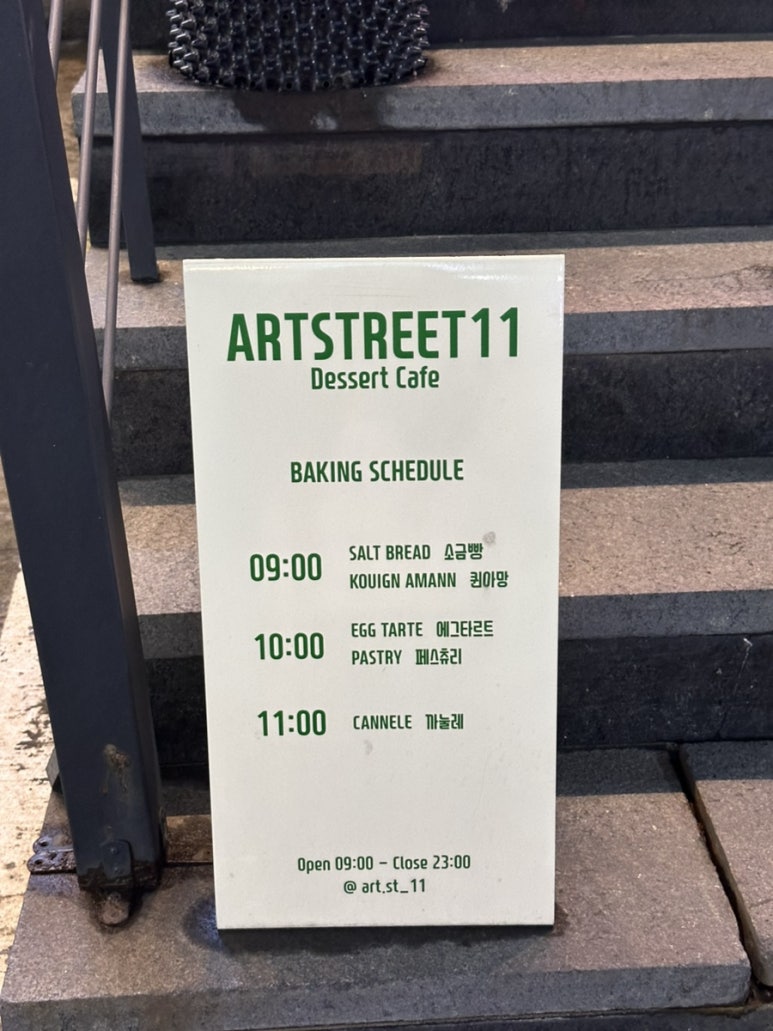 ARTSTREET11
Dessert Cafe
BAKING SCHEDULE
09:00 SALT BREAD 소금빵
KOUIGN AMANN 퀸아망
10:00 EGG TARTE 에그타르트
PASTRY 페스츄리
11:00 CANNELE 까눌레
Open 09:00 - Close 23:00
@ art.st_11